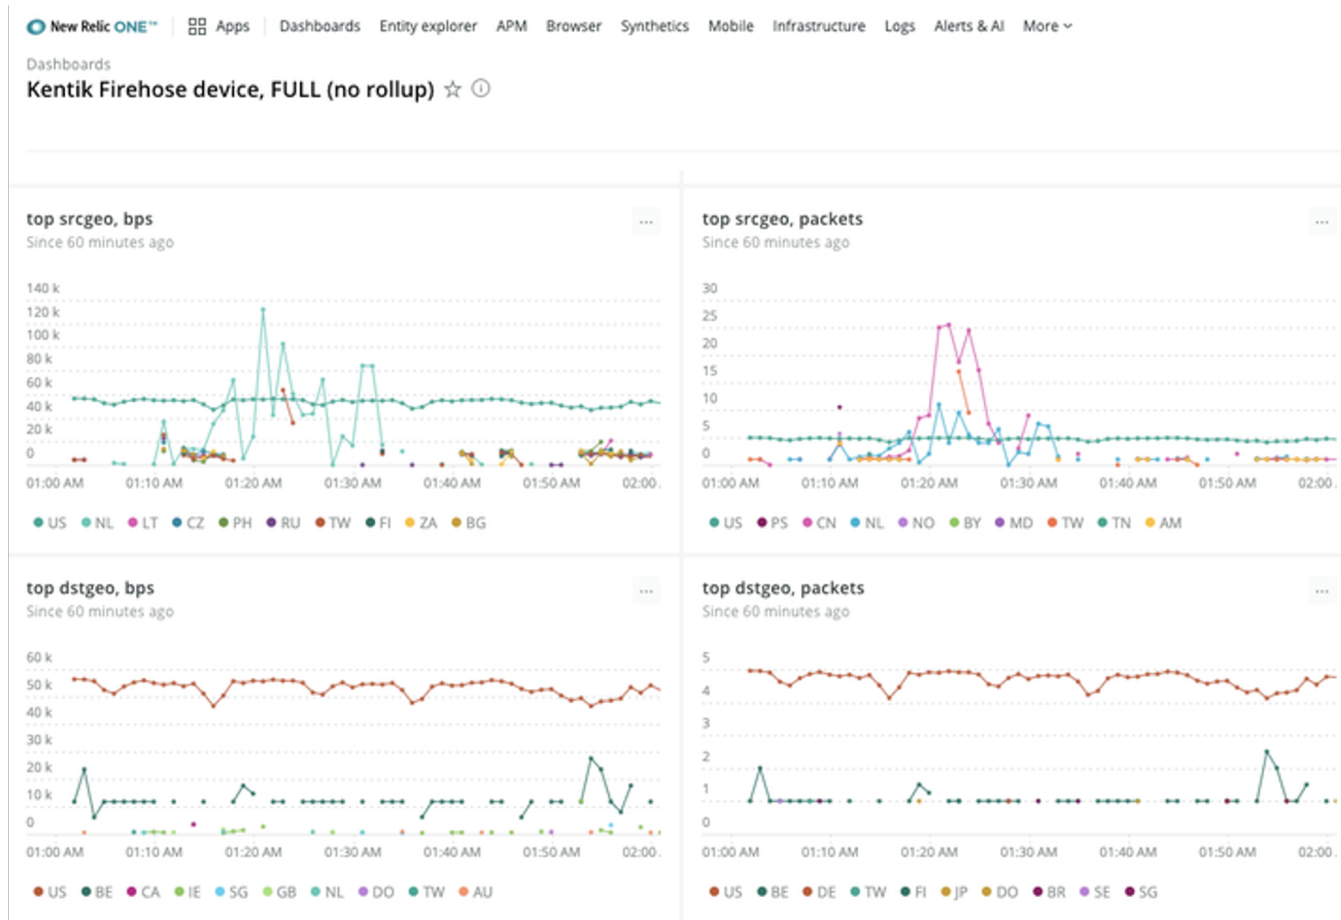 New Relic ONE™ Apps Dashboards Entity explorer APM Browser Synthetics Mobile Infrastructure Logs Alerts & AI More
Dashboards
Kentik Firehose device, FULL (no rollup)
top srcgeo, bps
Since 60 minutes ago
140 k
120 k
100 k
80 k
60 k
40 k
20 k
0
01:00 AM 01:10 AM 01:20 AM 01:30 AM 01:40 AM 01:50 AM 02:00 .
US NL LT CZ PH RU TW FI ZA BG
top srcgeo, packets
Since 60 minutes ago
30
25
20
15
10
5
0
01:00 AM 01:10 AM 01:20 AM 01:30 AM 01:40 AM 01:50 AM 02:00 .
US PS CN NL NO BY MD TW TN AM
top dstgeo, bps
Since 60 minutes ago
60 k
50 k
40 k
30 k
20 k
10 k
0
01:00 AM 01:10 AM 01:20 AM 01:30 AM 01:40 AM 01:50 AM 02:00 .
US BE CA IE SG GB NL DO TW AU
top dstgeo, packets
Since 60 minutes ago
5
4
3
2
1
0
01:00 AM 01:10 AM 01:20 AM 01:30 AM 01:40 AM 01:50 AM 02:00 .
US BE DE TW FI JP DO BR SE SG